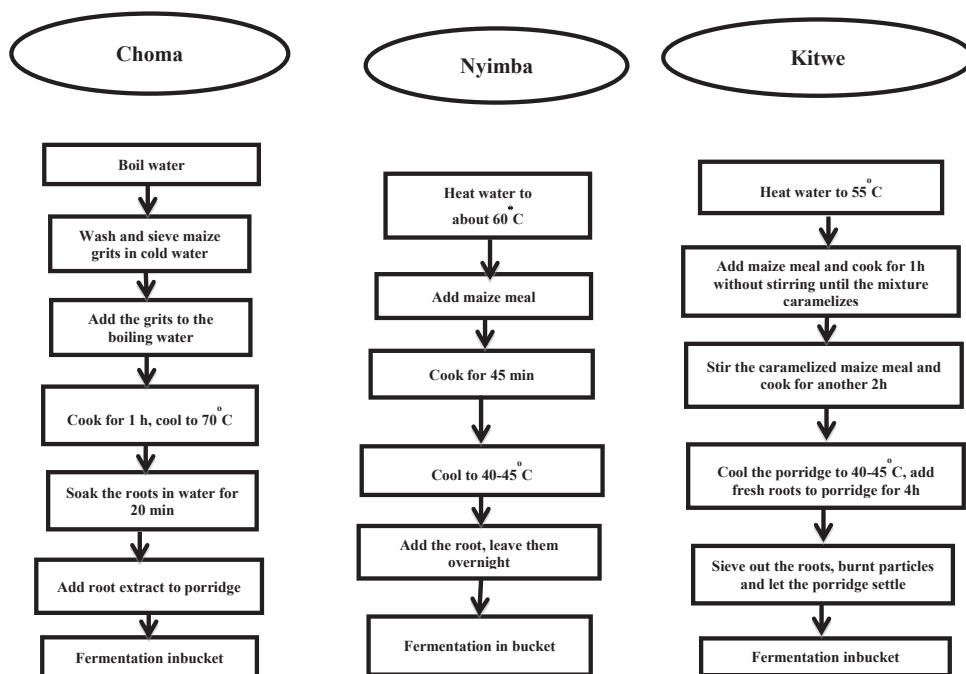 Choma
Boil water
Wash and sieve maize
grits in cold water
Add the grits to the
boiling water
Cook for 1 h, cool to 70°C
Soak the roots in water for
20 min
Add root extract to porridge
Fermentation inbucket
Nyimba
Heat water to
about 60°C
Add maize meal
Cook for 45 min
Cool to 40-45°C
Add the root, leave them
overnight
Fermentation in bucket
Kitwe
Heat water to 55°C
Add maize meal and cook for 1h
without stirring until the mixture
caramelizes
Stir the caramelized maize meal and
cook for another 2h
Cool the porridge to 40-45°C, add
fresh roots to porridge for 4h
Sieve out the roots, burnt particles
and let the porridge settle
Fermentation inbucket